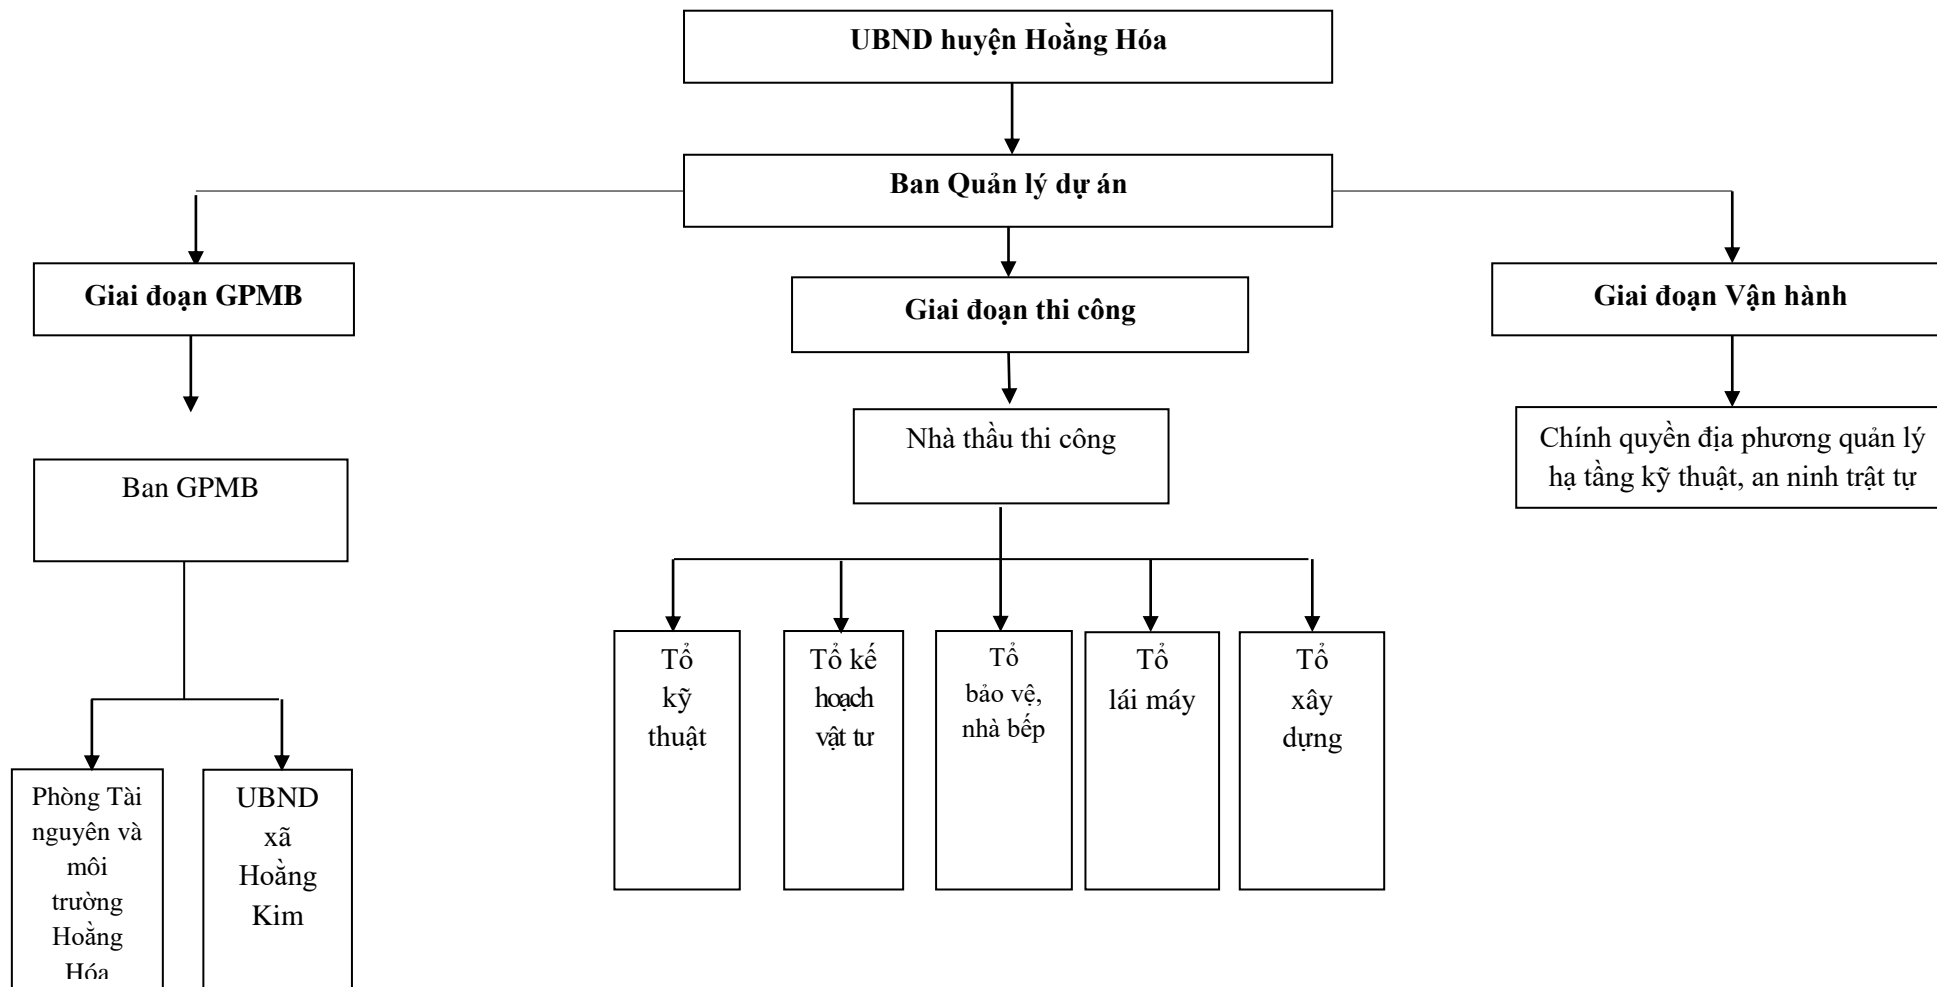 UBND huyện Hoằng Hóa
Ban Quản lý dự án
Giai đoạn GPMB
Giai đoạn thi công
Giai đoạn Vận hành
Ban GPMB
Nhà thầu thi công
Chính quyền địa phương quản lý
hạ tầng kỹ thuật, an ninh trật tự
Tổ
kỹ
thuật
Tổ kế
hoạch
vật tư
Tổ
bảo vệ,
nhà bếp
Tổ
lái máy
Tổ
xây
dựng
Phòng Tài
nguyên và
môi
trường
Hoằng
Hóa
UBND
xã
Hoằng
Kim